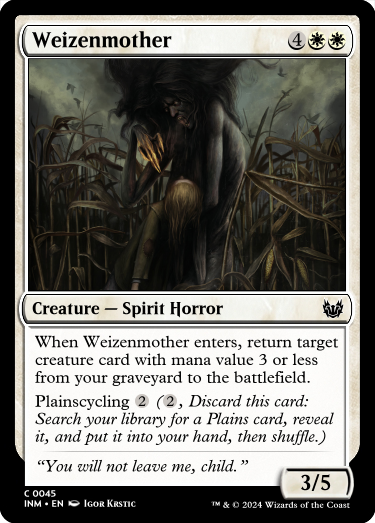 Weizenmother 4
Creature — Spirit Horror
When Weizenmother enters, return target
creature card with mana value 3 or less
from your graveyard to the battlefield.
Plainscycling 2 (2, Discard this card:
Search your library for a Plains card, reveal
it, and put it into your hand, then shuffle.)
“You will not leave me, child.”
3/5
C 0045
INM • EN Igor Krstic
™ & © 2024 Wizards of the Coast